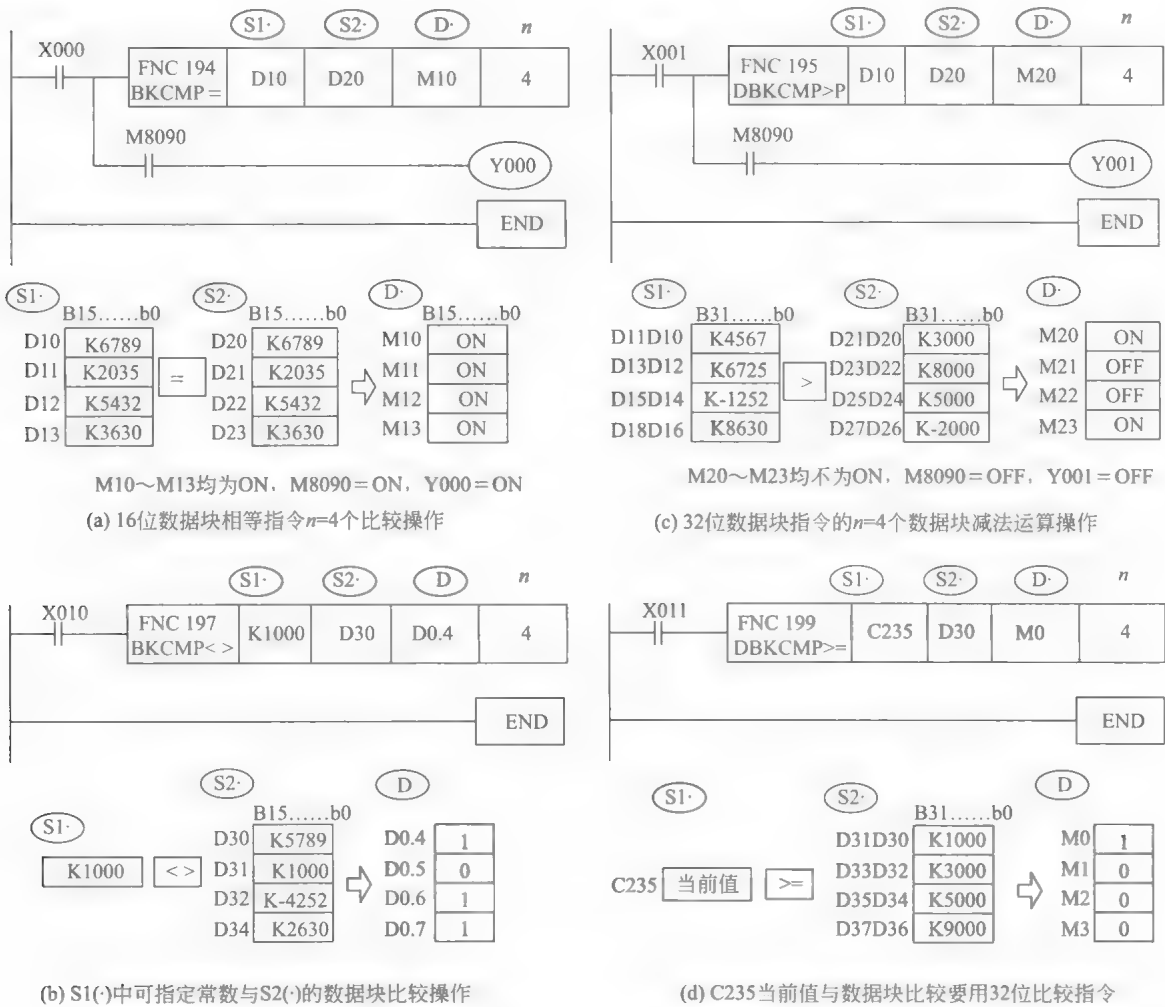 S1· S2· D· n
X000
FNC 194
BKCMP= D10 D20 M10 4
M8090
Y000
END
S1· S2· D·
B15……b0 B15……b0 B15……b0
D10 K6789 D20 K6789 M10 ON
D11 K2035 = D21 K2035 M11 ON
D12 K5432 D22 K5432 M12 ON
D13 K3630 D23 K3630 M13 ON
M10～M13均为ON，M8090＝ON，Y000＝ON
(a) 16位数据块相等指令n=4个比较操作
S1· S2· D· n
X001
FNC 195
DBKCMP>P D10 D20 M20 4
M8090
Y001
END
S1· S2· D·
B31……b0 B31……b0
D11D10 K4567 D21D20 K3000 M20 ON
D13D12 K6725 > D23D22 K8000 M21 OFF
D15D14 K-1252 D25D24 K5000 M22 OFF
D18D16 K8630 D27D26 K-2000 M23 ON
M20～M23均不为ON，M8090＝OFF，Y001＝OFF
(c) 32位数据块指令的n=4个数据块减法运算操作
S1· S2· D n
X010
FNC 197
BKCMP< > K1000 D30 D0.4 4
END
S2· D
B15……b0
S1·
D30 K5789 D0.4 1
K1000 < > D31 K1000 D0.5 0
D32 K-4252 D0.6 1
D34 K2630 D0.7 1
(b) S1(·)中可指定常数与S2(·)的数据块比较操作
S1· S2· D· n
X011
FNC 199
DBKCMP>= C235 D30 M0 4
END
S1· S2· D
B31……b0
D31D30 K1000 M0 1
C235 当前值 >= D33D32 K3000 M1 0
D35D34 K5000 M2 0
D37D36 K9000 M3 0
(d) C235当前值与数据块比较要用32位比较指令